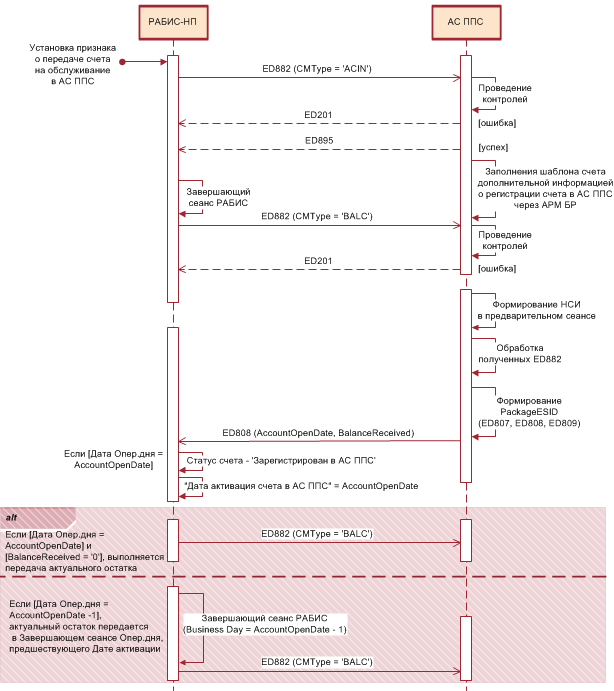 РАБИС-НП
АС ППС
Установка признака
о передаче счета
на обслуживание
в АС ППС
ED882 (CMType = 'ACIN')
Проведение
контролей
ED201
[ошибка]
ED895
[успех]
Заполнения шаблона счета
дополнительной информацией
о регистрации счета в АС ППС
через АРМ БР
Завершающий
сеанс РАБИС
ED882 (CMType = 'BALC')
Проведение
контролей
ED201
[ошибка]
Формирование НСИ
в предварительном сеансе
Обработка
полученных ED882
Формирование
PackageESID
(ED807, ED808, ED809)
ED808 (AccountOpenDate, BalanceReceived)
Если [Дата Опер.дня =
AccountOpenDate]
Статус счета - 'Зарегистрирован в АС ППС'
"Дата активация счета в АС ППС" = AccountOpenDate
alt
Если [Дата Опер.дня =
AccountOpenDate] и
[BalanceReceived = '0'], выполняется
передача актуального остатка
ED882 (CMType = 'BALC')
Если [Дата Опер.дня =
AccountOpenDate -1],
актуальный остаток передается
в Завершающем сеансе Опер.дня,
предшествующего Дате активации
Завершающий сеанс РАБИС
(Business Day = AccountOpenDate - 1)
ED882 (CMType = 'BALC')